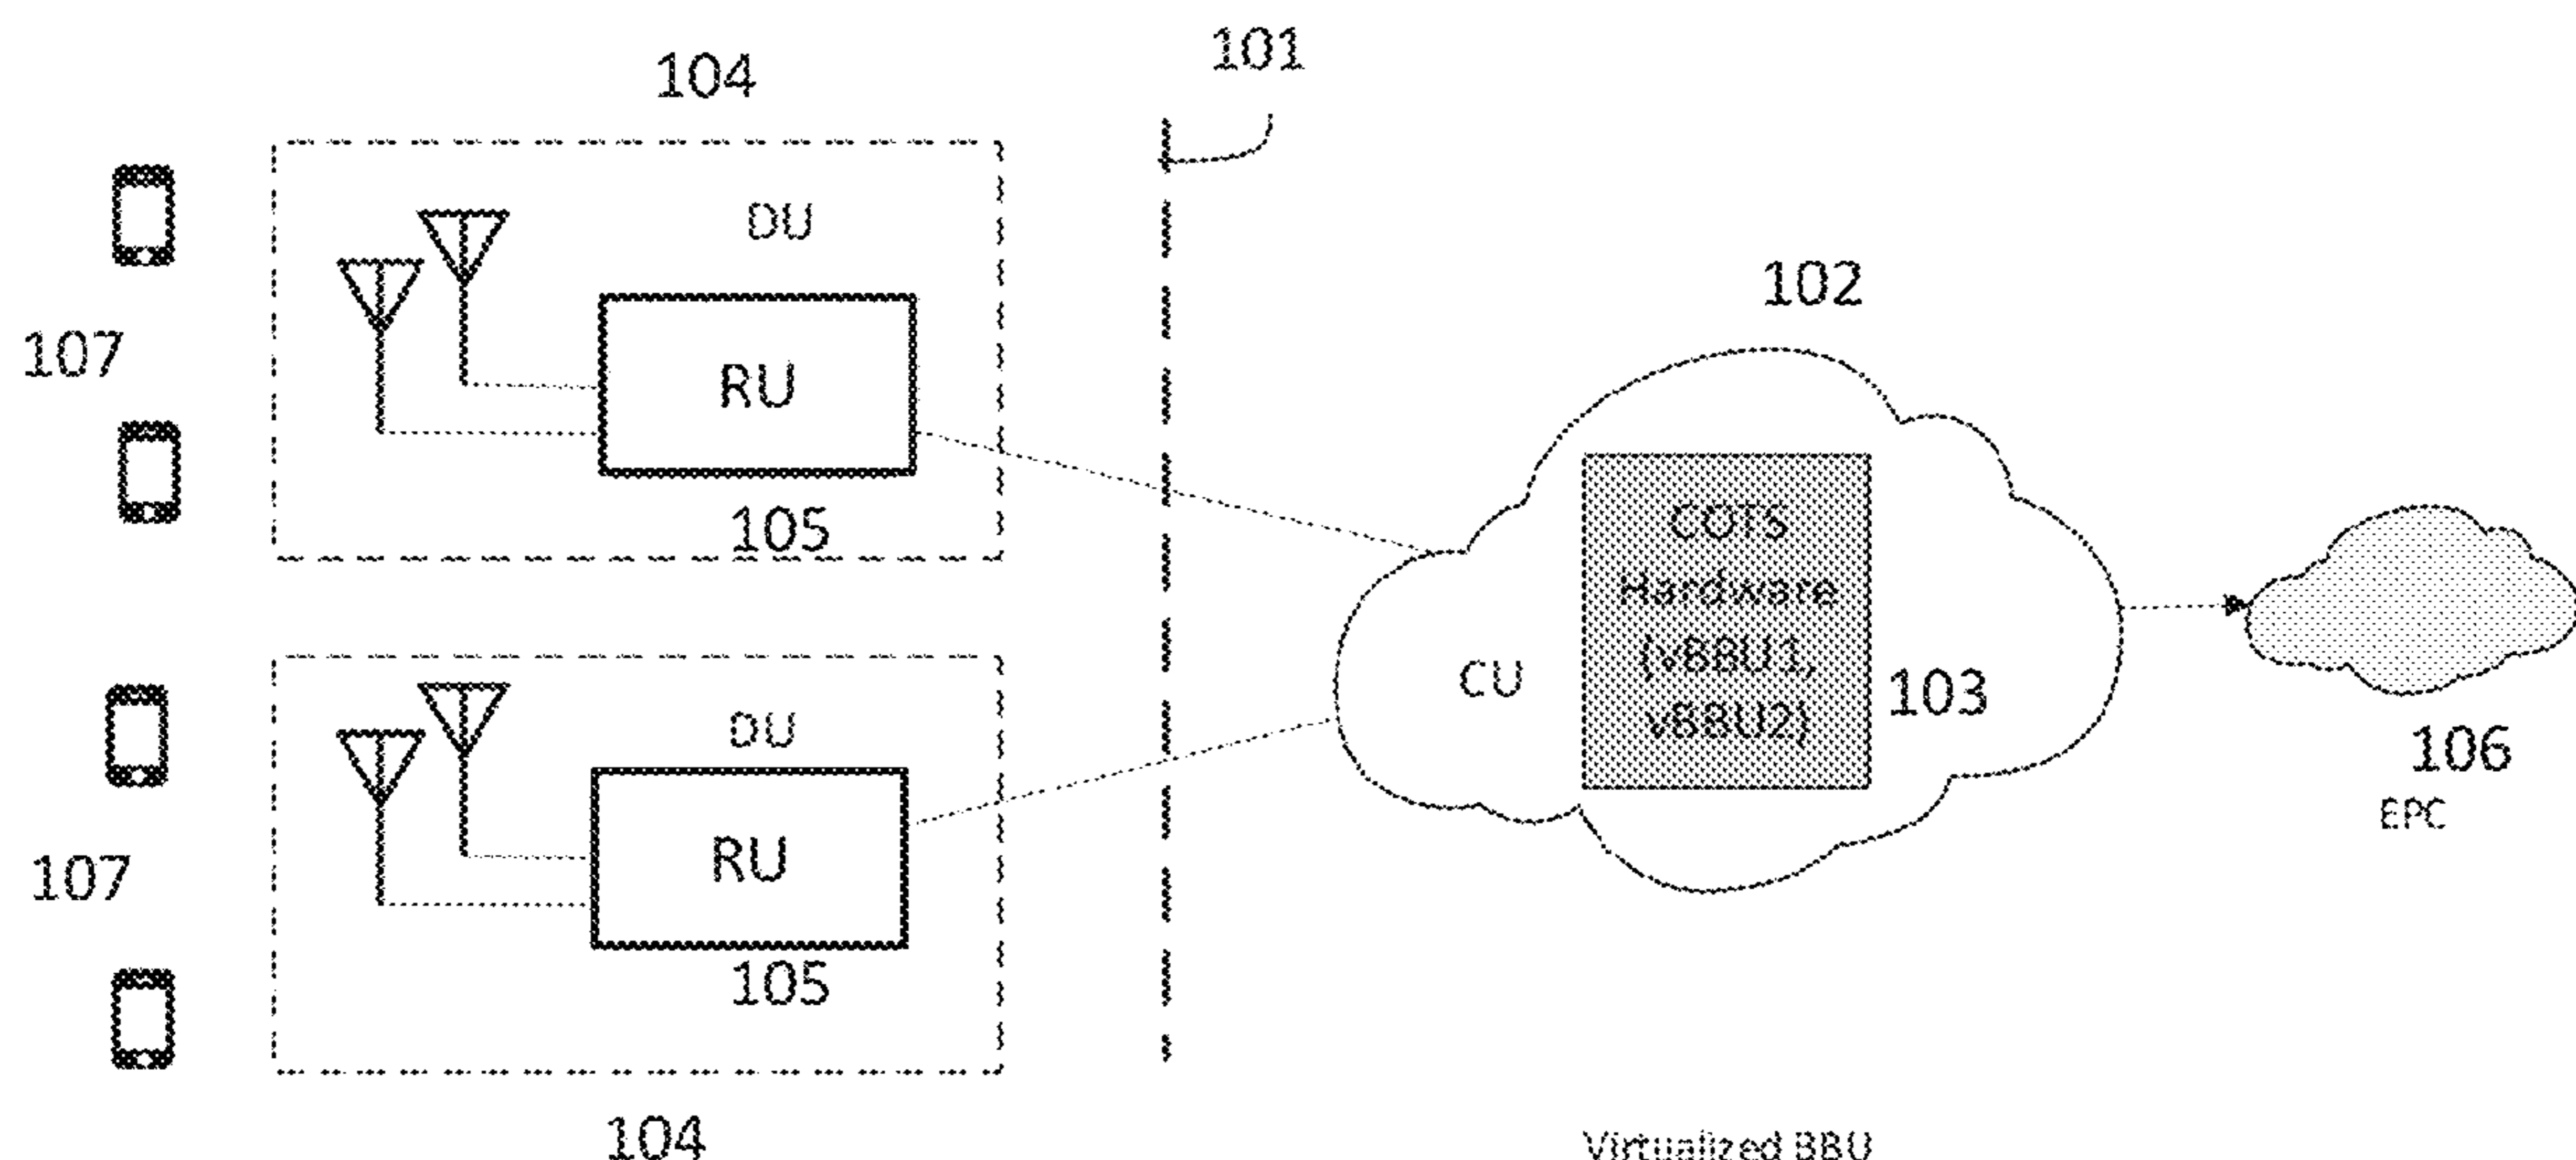 101
104
DU
102
107
RU
105
COTS
Hardware
(vBBU1,
vBBU2)
CU
103
DU
106
EPC
107
RU
105
104
Virtualized BBU